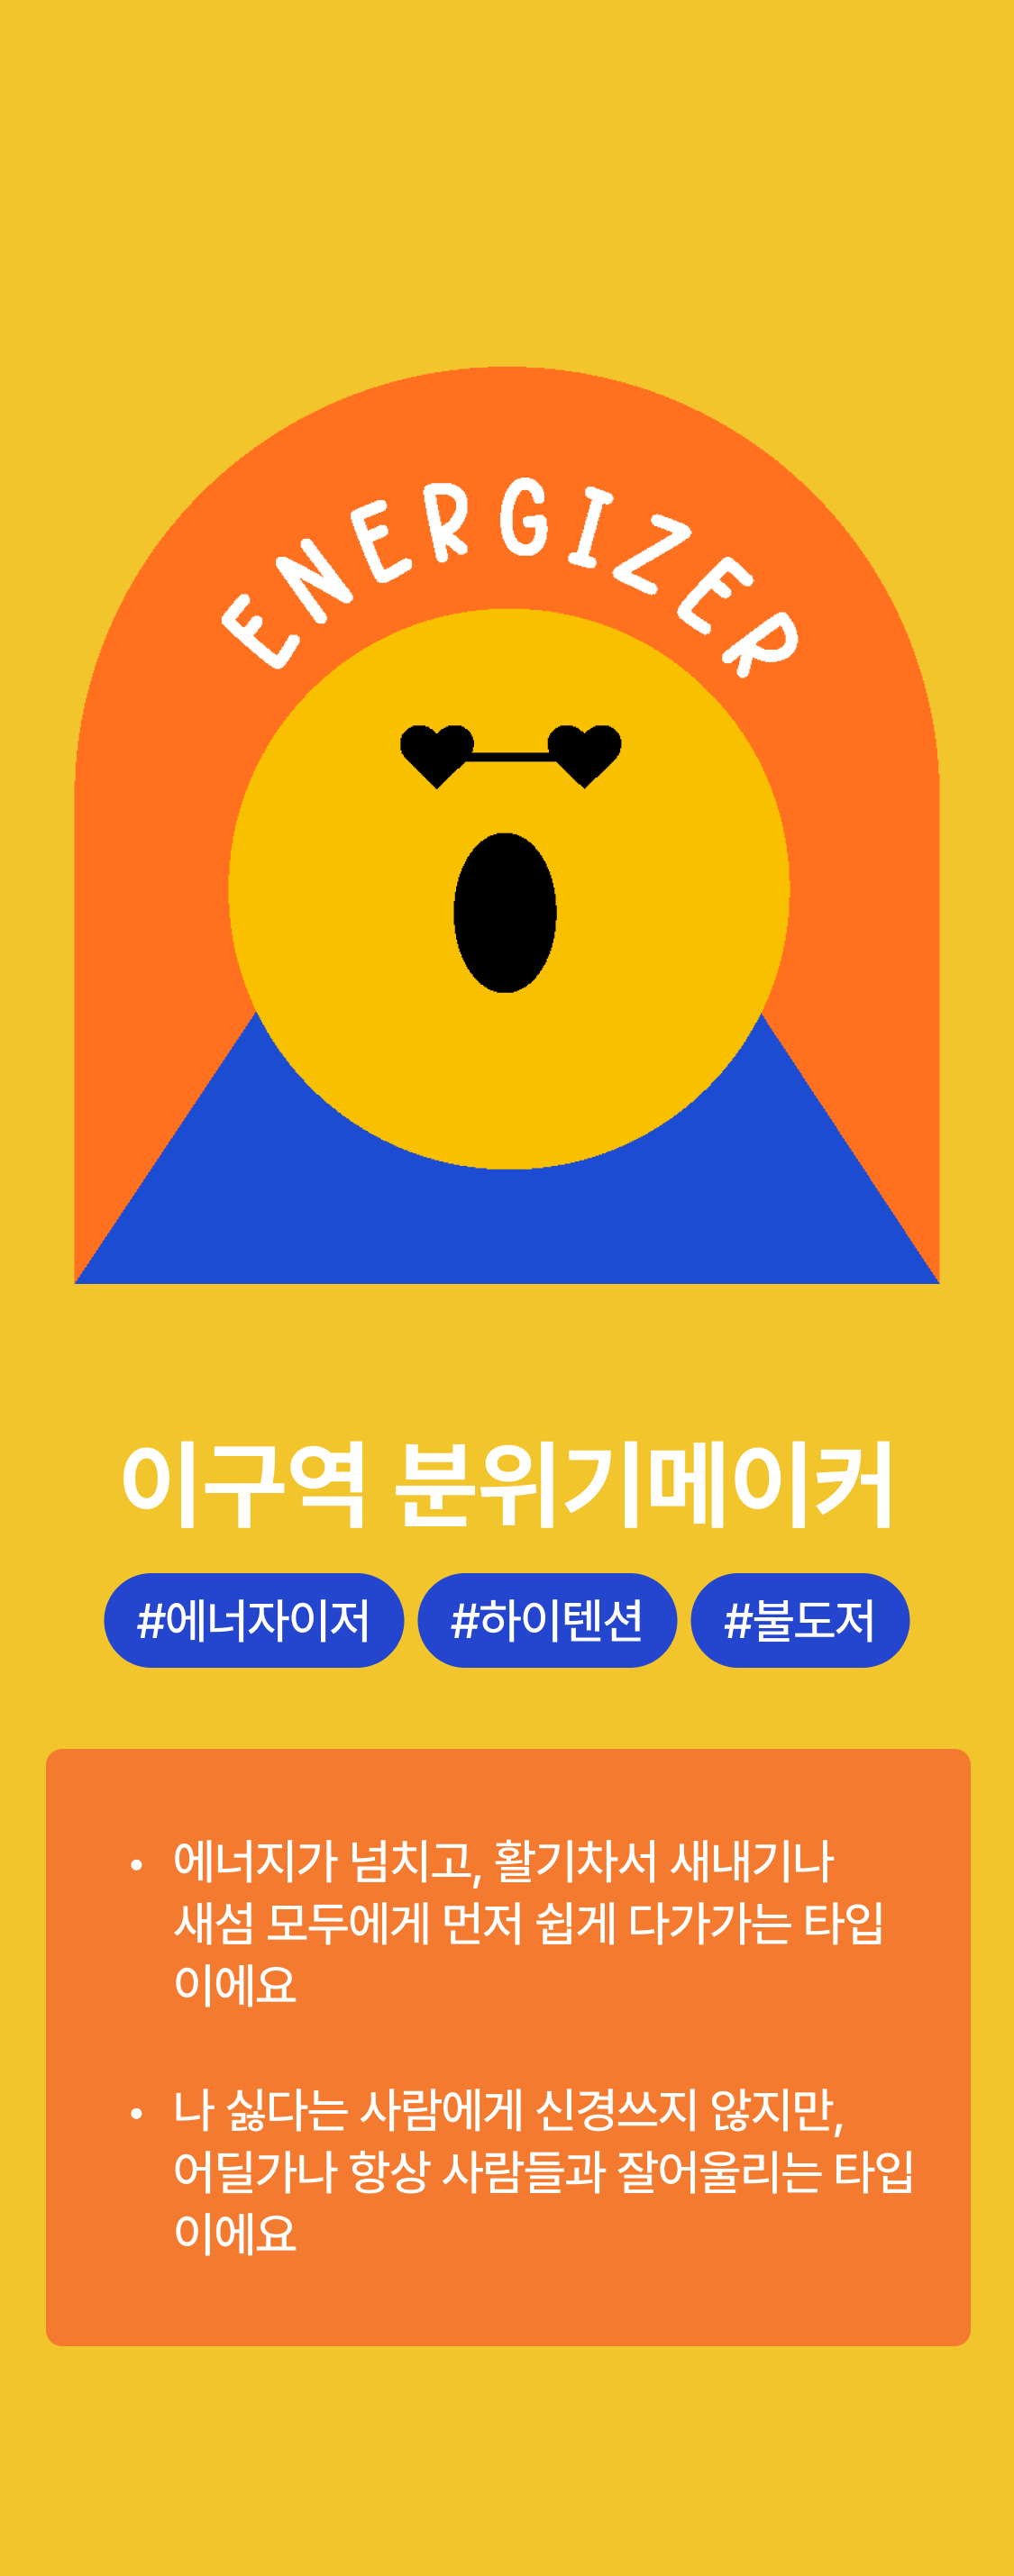 ENERGIZER
이구역 분위기메이커
#에너자이저 #하이텐션 #불도저
• 에너지가 넘치고, 활기차서 새내기나
새섬 모두에게 먼저 쉽게 다가가는 타입
이에요
• 나 싫다는 사람에게 신경쓰지 않지만,
어딜가나 항상 사람들과 잘어울리는 타입
이에요